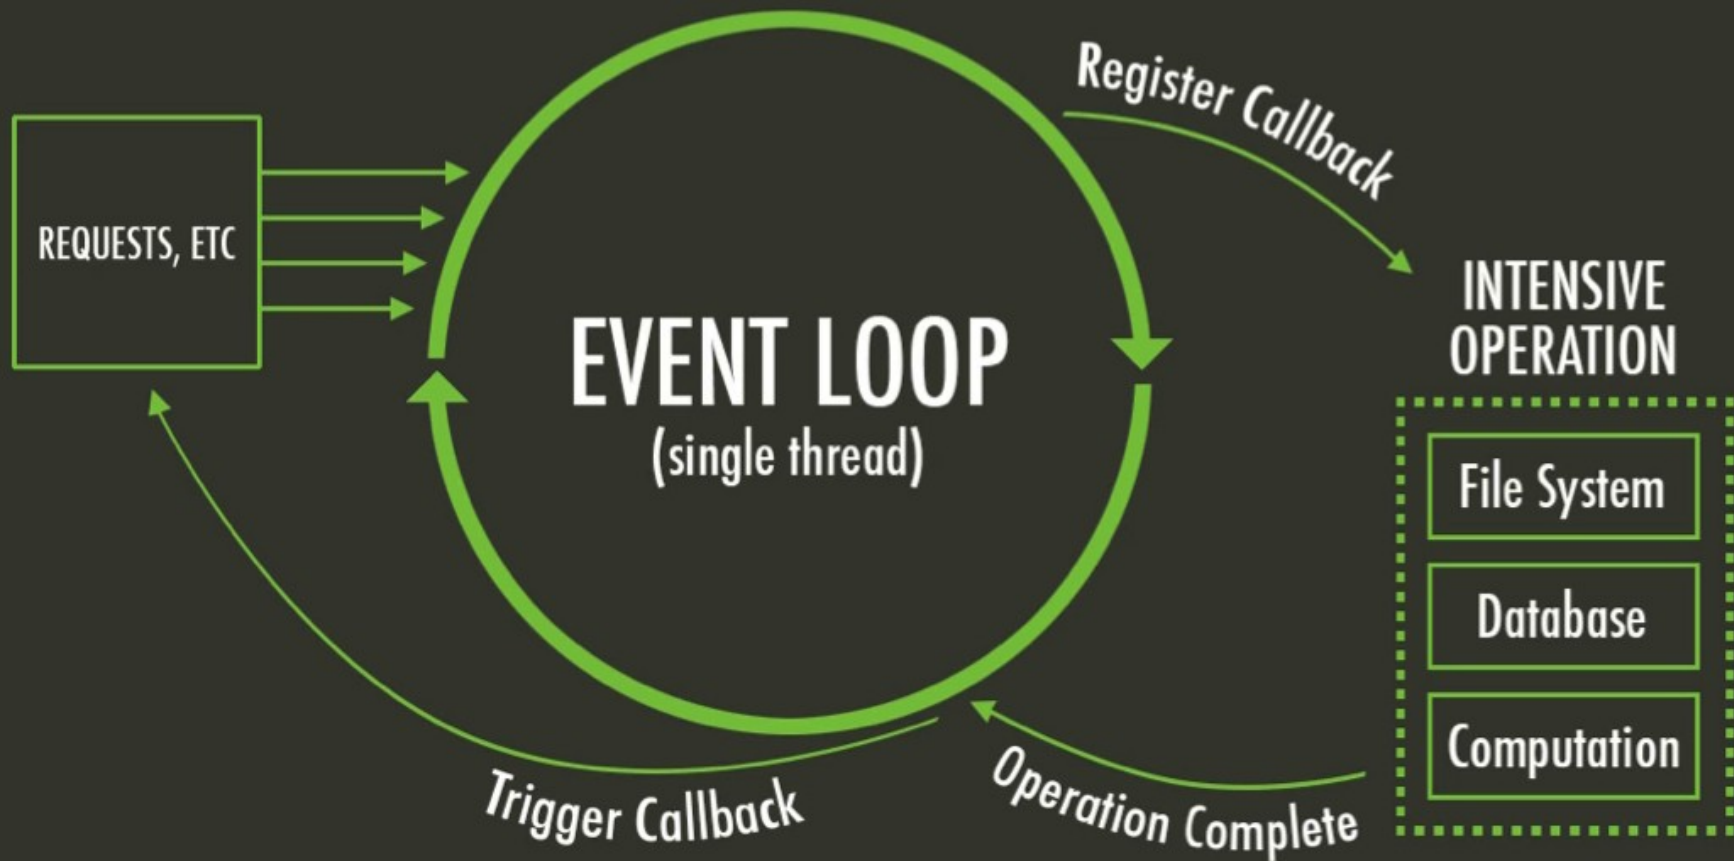 REQUESTS, ETC
EVENT LOOP
(single thread)
Register Callback
INTENSIVE
OPERATION
File System
Database
Computation
Operation Complete
Trigger Callback